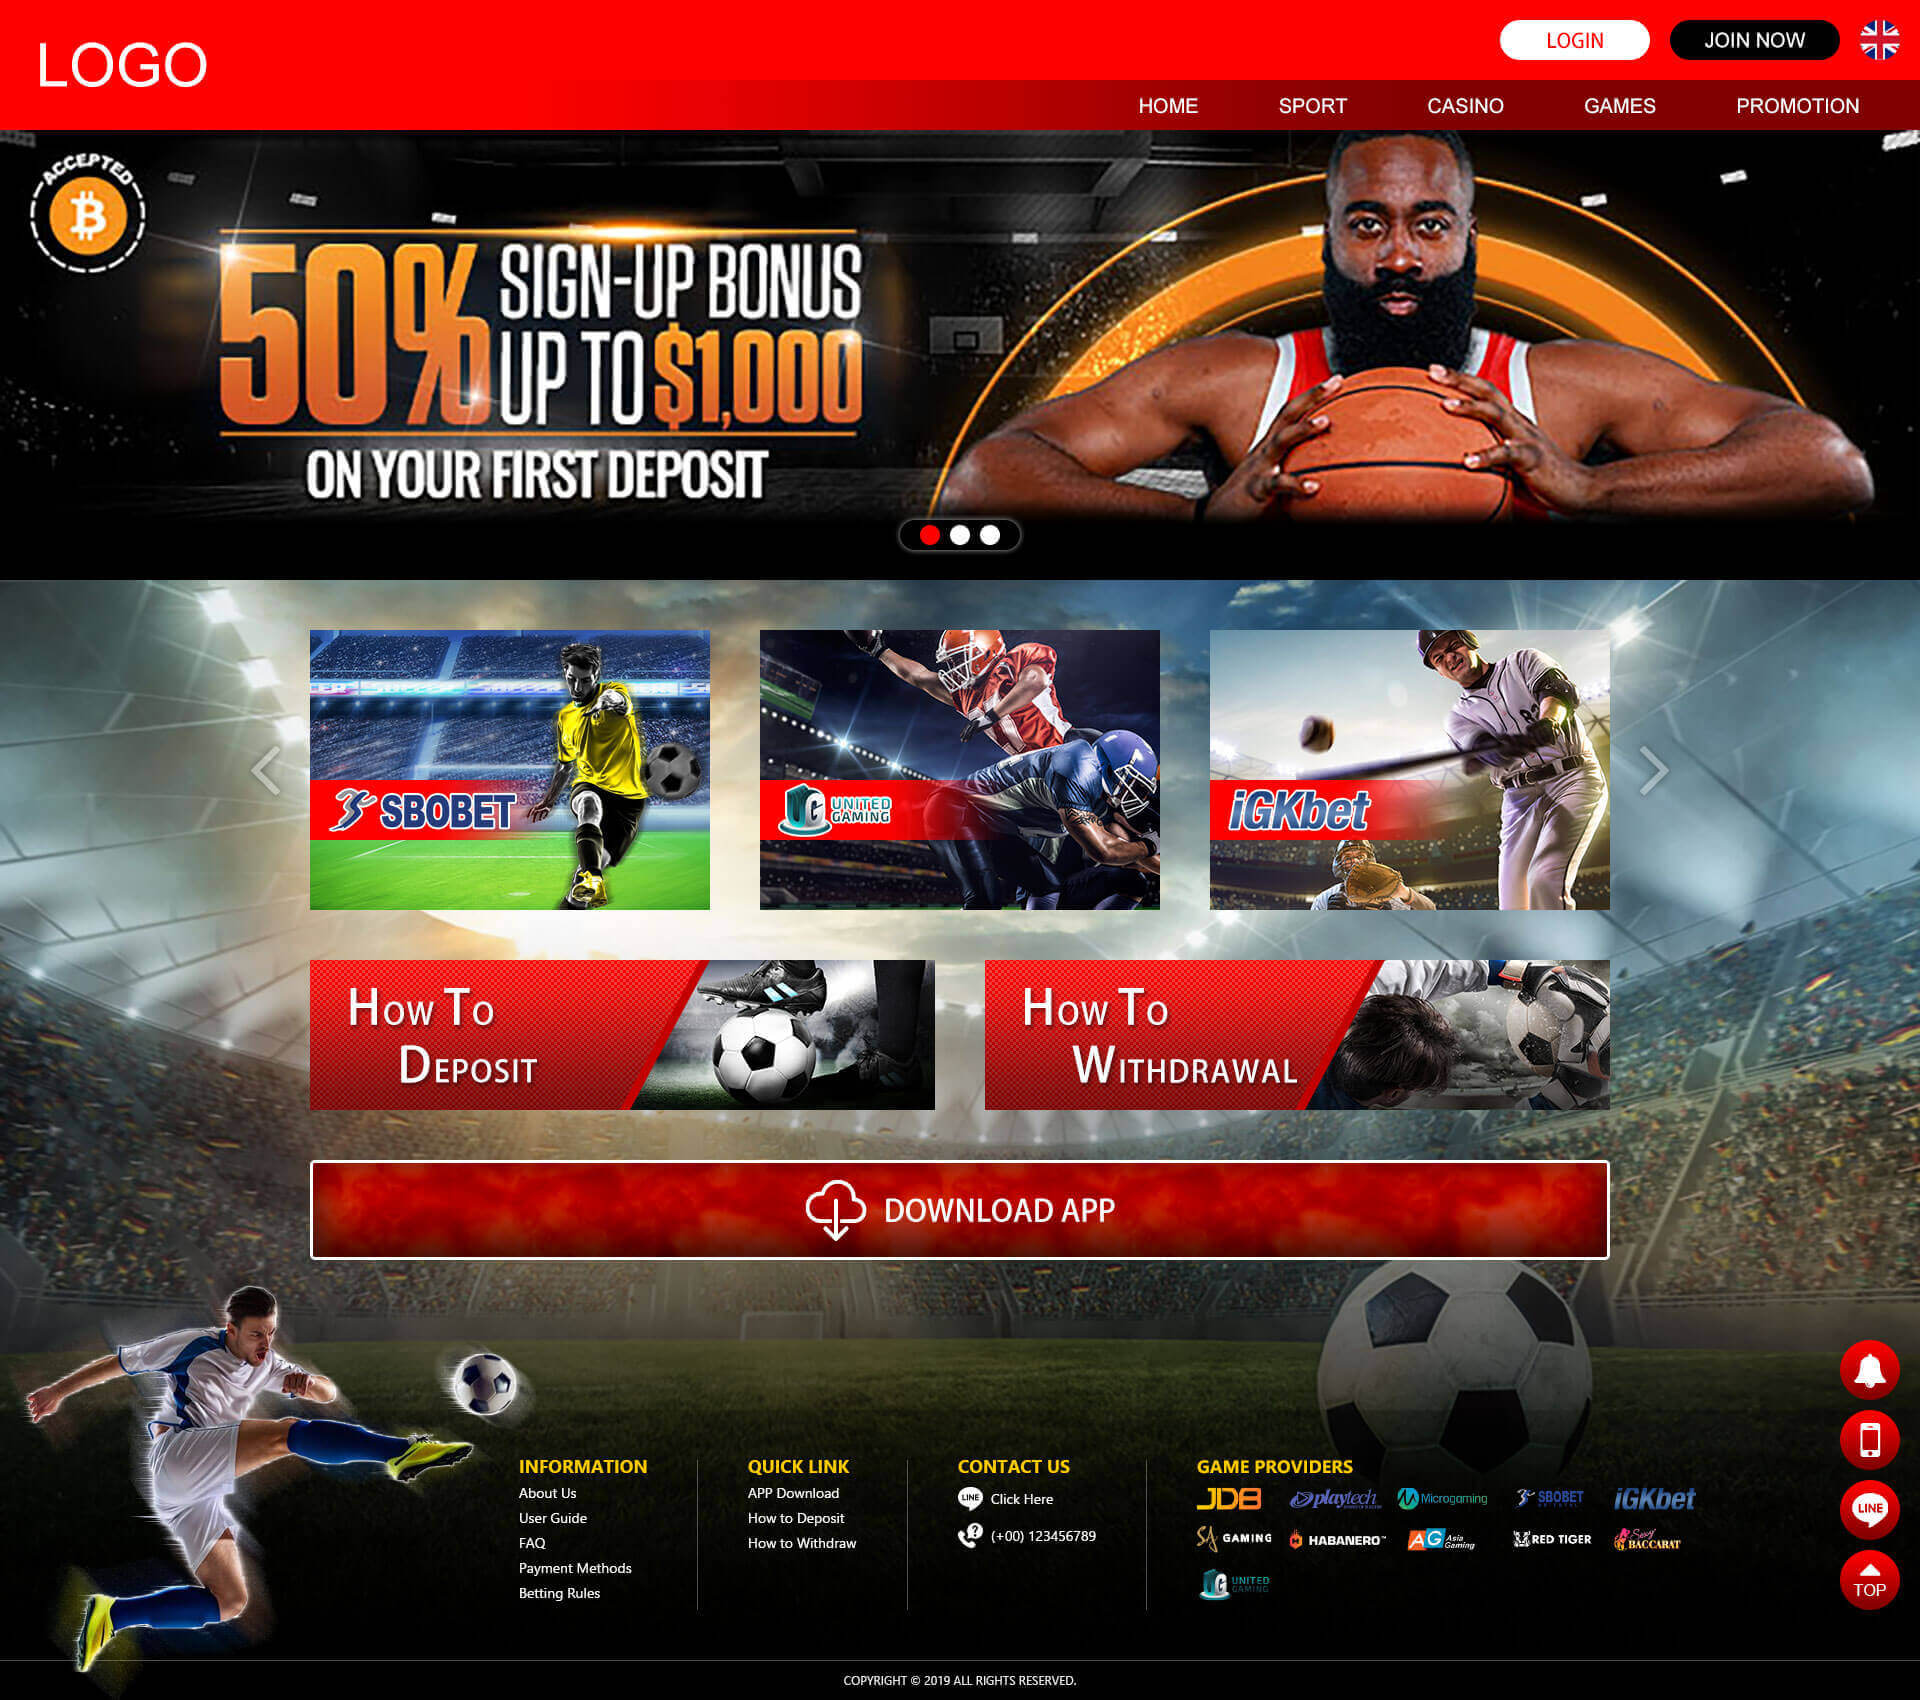 LOGO
LOGIN
JOIN NOW
HOME
SPORT
CASINO
GAMES
PROMOTION
ACCEPTED
50% SIGN-UP BONUS
UP TO $1,000
ON YOUR FIRST DEPOSIT
SBOBET
UNITED
GAMING
iGKbet
HOW TO
DEPOSIT
HOW TO
WITHDRAWAL
DOWNLOAD APP
INFORMATION
About Us
User Guide
FAQ
Payment Methods
Betting Rules
QUICK LINK
APP Download
How to Deposit
How to Withdraw
CONTACT US
LINE Click Here
(+00) 123456789
GAME PROVIDERS
JDB
playtech
Microgaming
SBOBET
iGKbet
SA GAMING
HABANERO™
AG Asia
Gaming
RED TIGER
Sexy
BACCARAT
UNITED
GAMING
LINE
TOP
COPYRIGHT © 2019 ALL RIGHTS RESERVED.